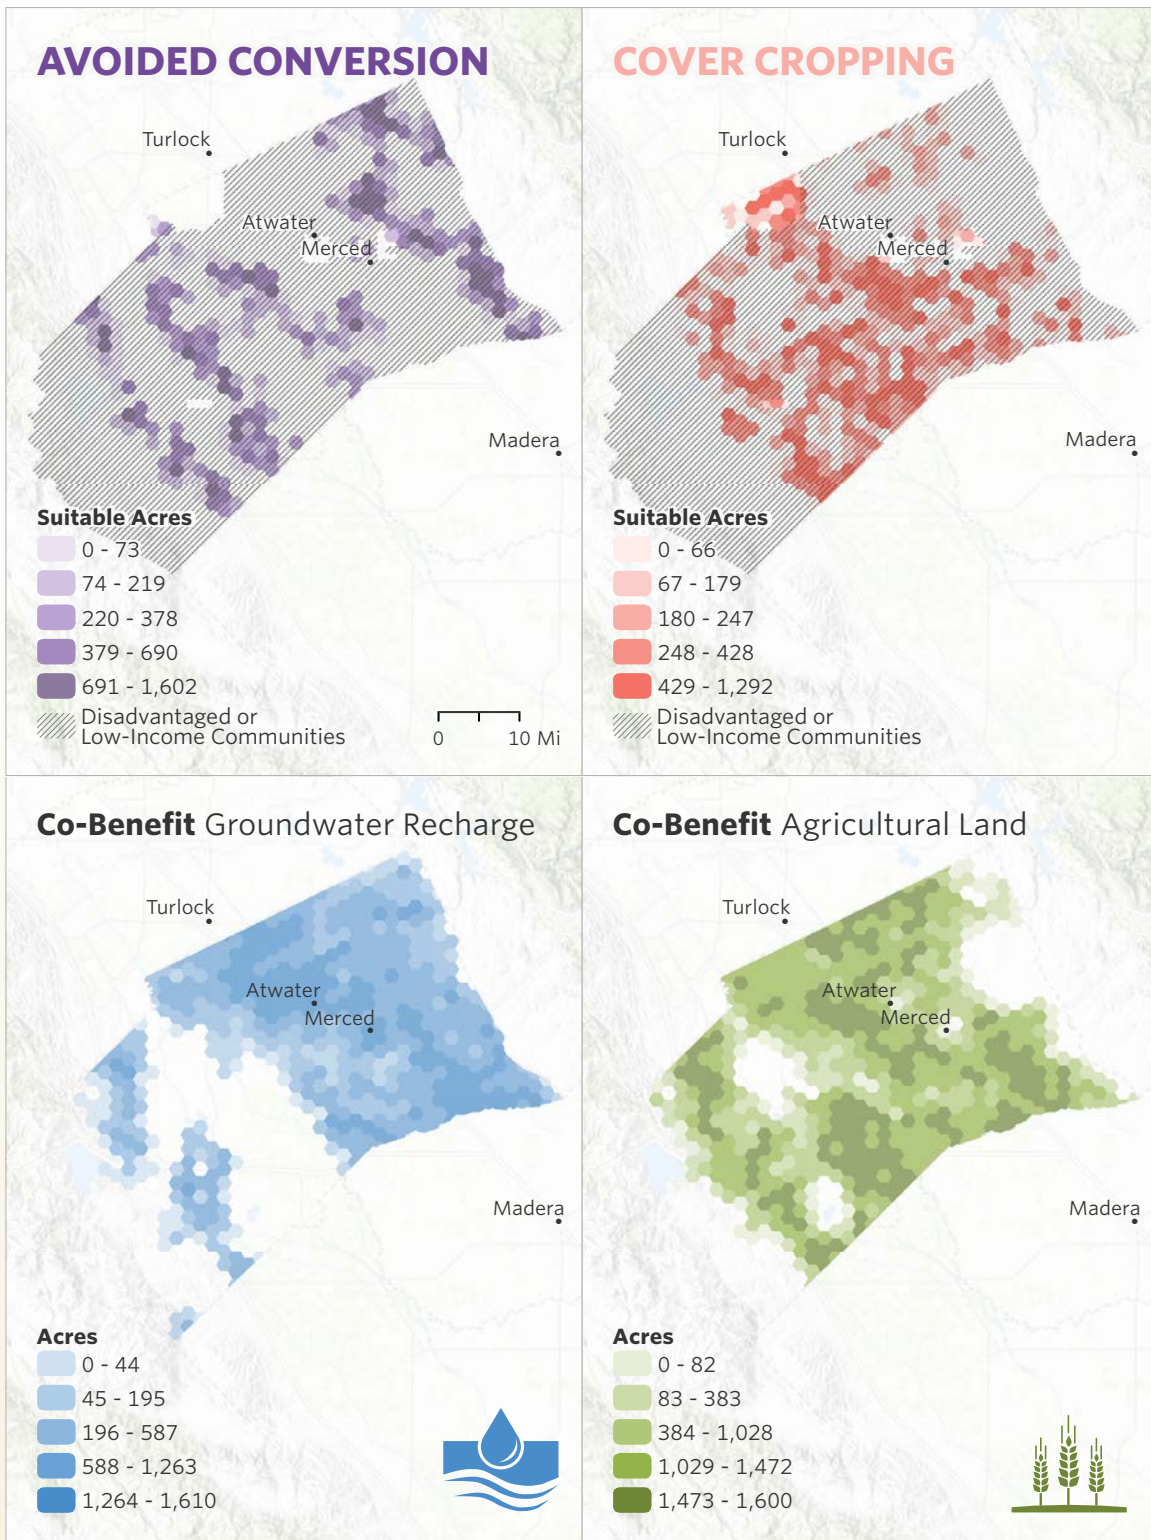 AVOIDED CONVERSION
Turlock
Atwater
Merced
Madera
Suitable Acres
0 - 73
74 - 219
220 - 378
379 - 690
691 - 1,602
Disadvantaged or
Low-Income Communities
0 10 Mi
COVER CROPPING
Turlock
Atwater
Merced
Madera
Suitable Acres
0 - 66
67 - 179
180 - 247
248 - 428
429 - 1,292
Disadvantaged or
Low-Income Communities
Co-Benefit Groundwater Recharge
Turlock
Atwater
Merced
Madera
Acres
0 - 44
45 - 195
196 - 587
588 - 1,263
1,264 - 1,610
Co-Benefit Agricultural Land
Turlock
Atwater
Merced
Madera
Acres
0 - 82
83 - 383
384 - 1,028
1,029 - 1,472
1,473 - 1,600